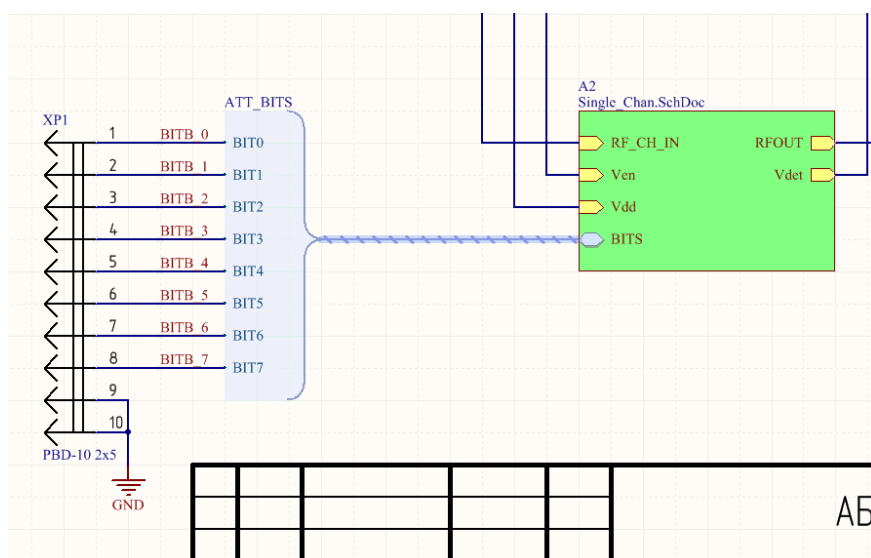 A2
Single_Chan.SchDoc
XP1
ATT_BITS
1 BITB_0 BIT0
2 BITB_1 BIT1
3 BITB_2 BIT2
4 BITB_3 BIT3
5 BITB_4 BIT4
6 BITB_5 BIT5
7 BITB_6 BIT6
8 BITB_7 BIT7
9
10
PBD-10 2x5
GND
RF_CH_IN RFOUT
Ven Vdet
Vdd
BITS
АБ